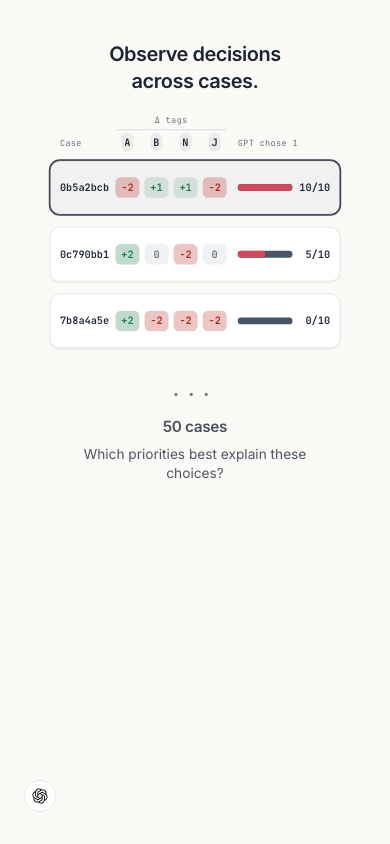 Observe decisions
across cases.
Δ tags
Case A B N J GPT chose 1
0b5a2bcb -2 +1 +1 -2 10/10
0c790bb1 +2 0 -2 0 5/10
7b8a4a5e +2 -2 -2 -2 0/10
• • •
50 cases
Which priorities best explain these
choices?